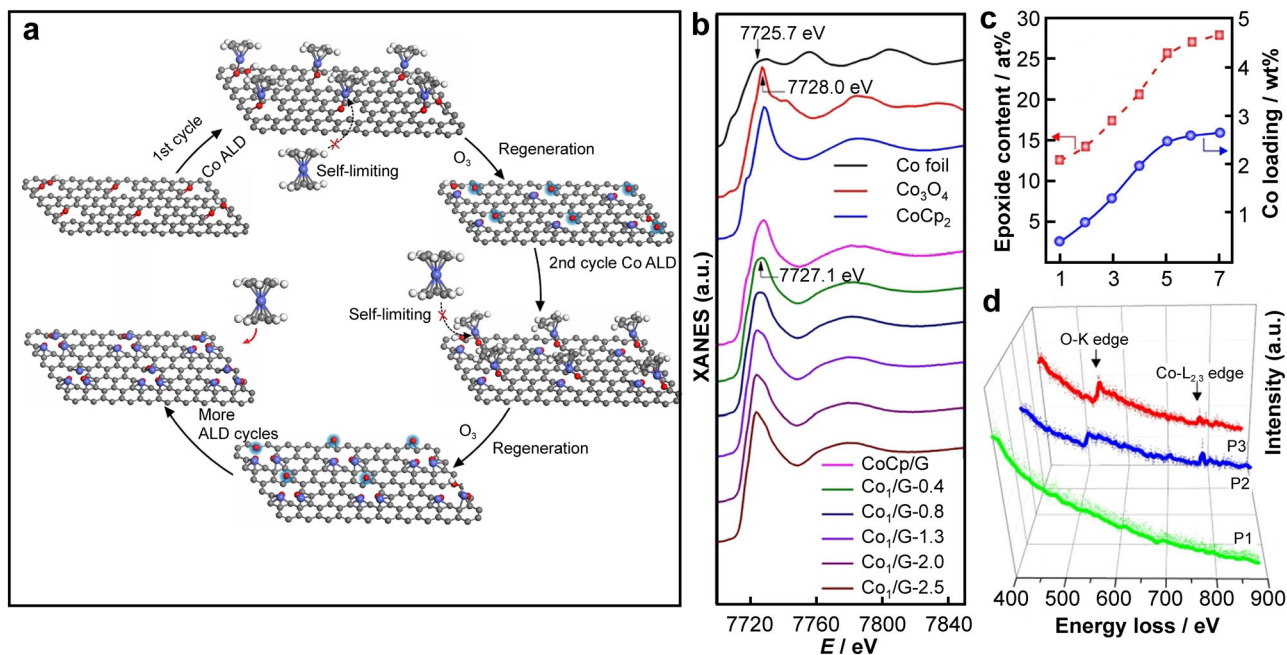 a
1st cycle
Co ALD
Self-limiting
O₃
Regeneration
2nd cycle Co ALD
Self-limiting
O₃
Regeneration
More
ALD cycles
b
7725.7 eV
7728.0 eV
Co foil
Co₃O₄
CoCp₂
7727.1 eV
CoCp/G
Co₁/G-0.4
Co₁/G-0.8
Co₁/G-1.3
Co₁/G-2.0
Co₁/G-2.5
XANES (a.u.)
7720 7760 7800 7840
E / eV
c
Epoxide content / at%
30
25
20
15
10
5
Co loading / wt%
5
4
3
2
1
1 3 5 7
d
O-K edge
Co-L₂,₃ edge
P3
P2
P1
Intensity (a.u.)
400 500 600 700 800 900
Energy loss / eV